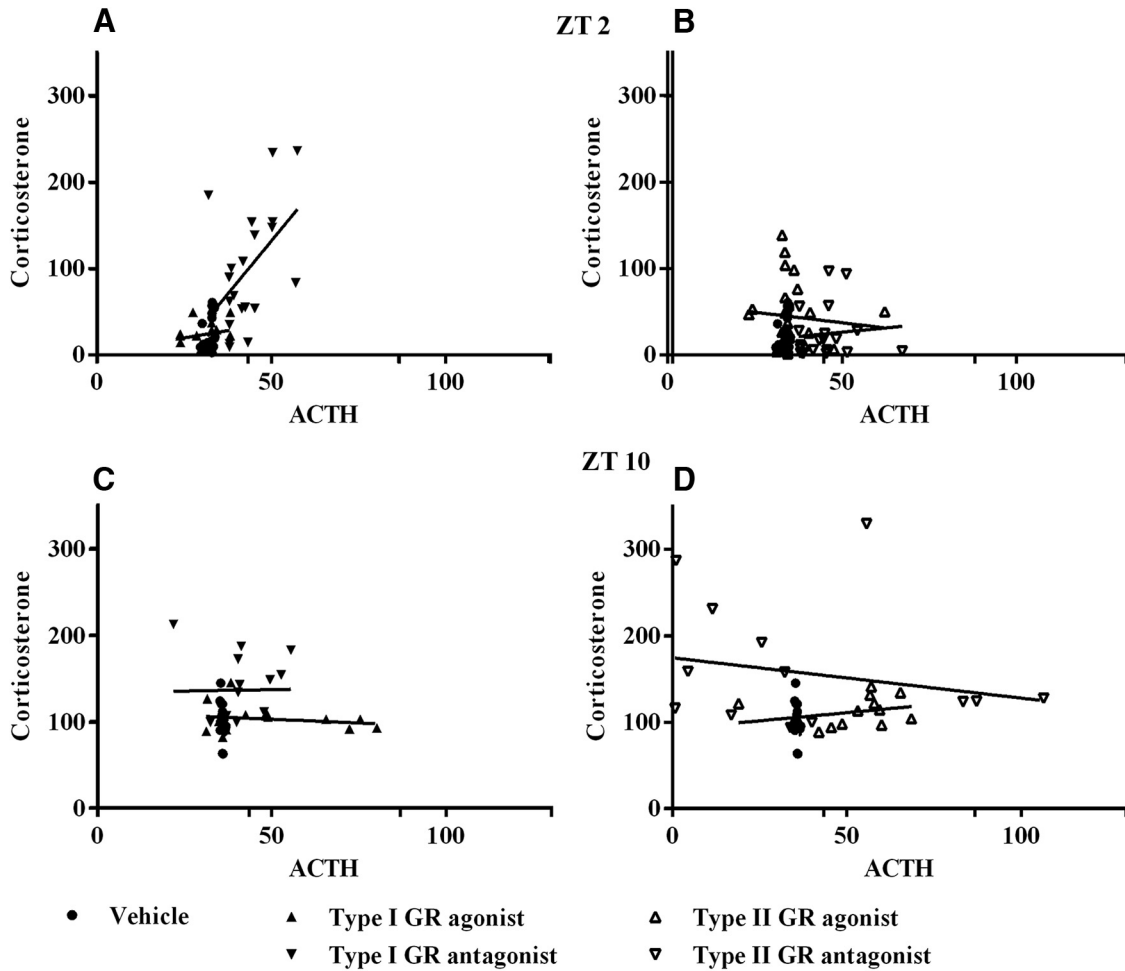 A
ZT 2
B
300
200
100
0
Corticosterone
0
50
100
ACTH
300
200
100
0
Corticosterone
0
50
100
ACTH
C
ZT 10
D
300
200
100
0
Corticosterone
0
50
100
ACTH
300
200
100
0
Corticosterone
0
50
100
ACTH
Vehicle
Type I GR agonist
Type II GR agonist
Type I GR antagonist
Type II GR antagonist